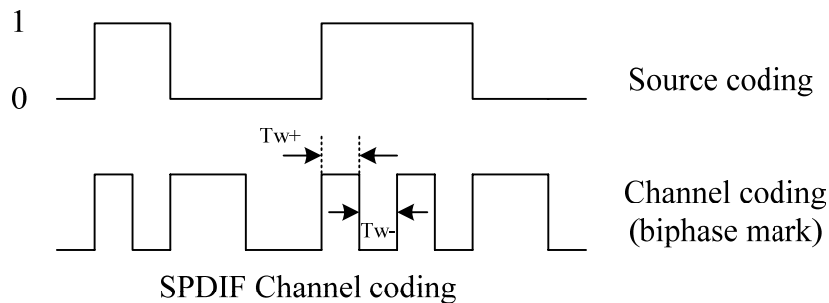 1
0
Source coding
Tw+
Tw-
Channel coding
(biphase mark)
SPDIF Channel coding